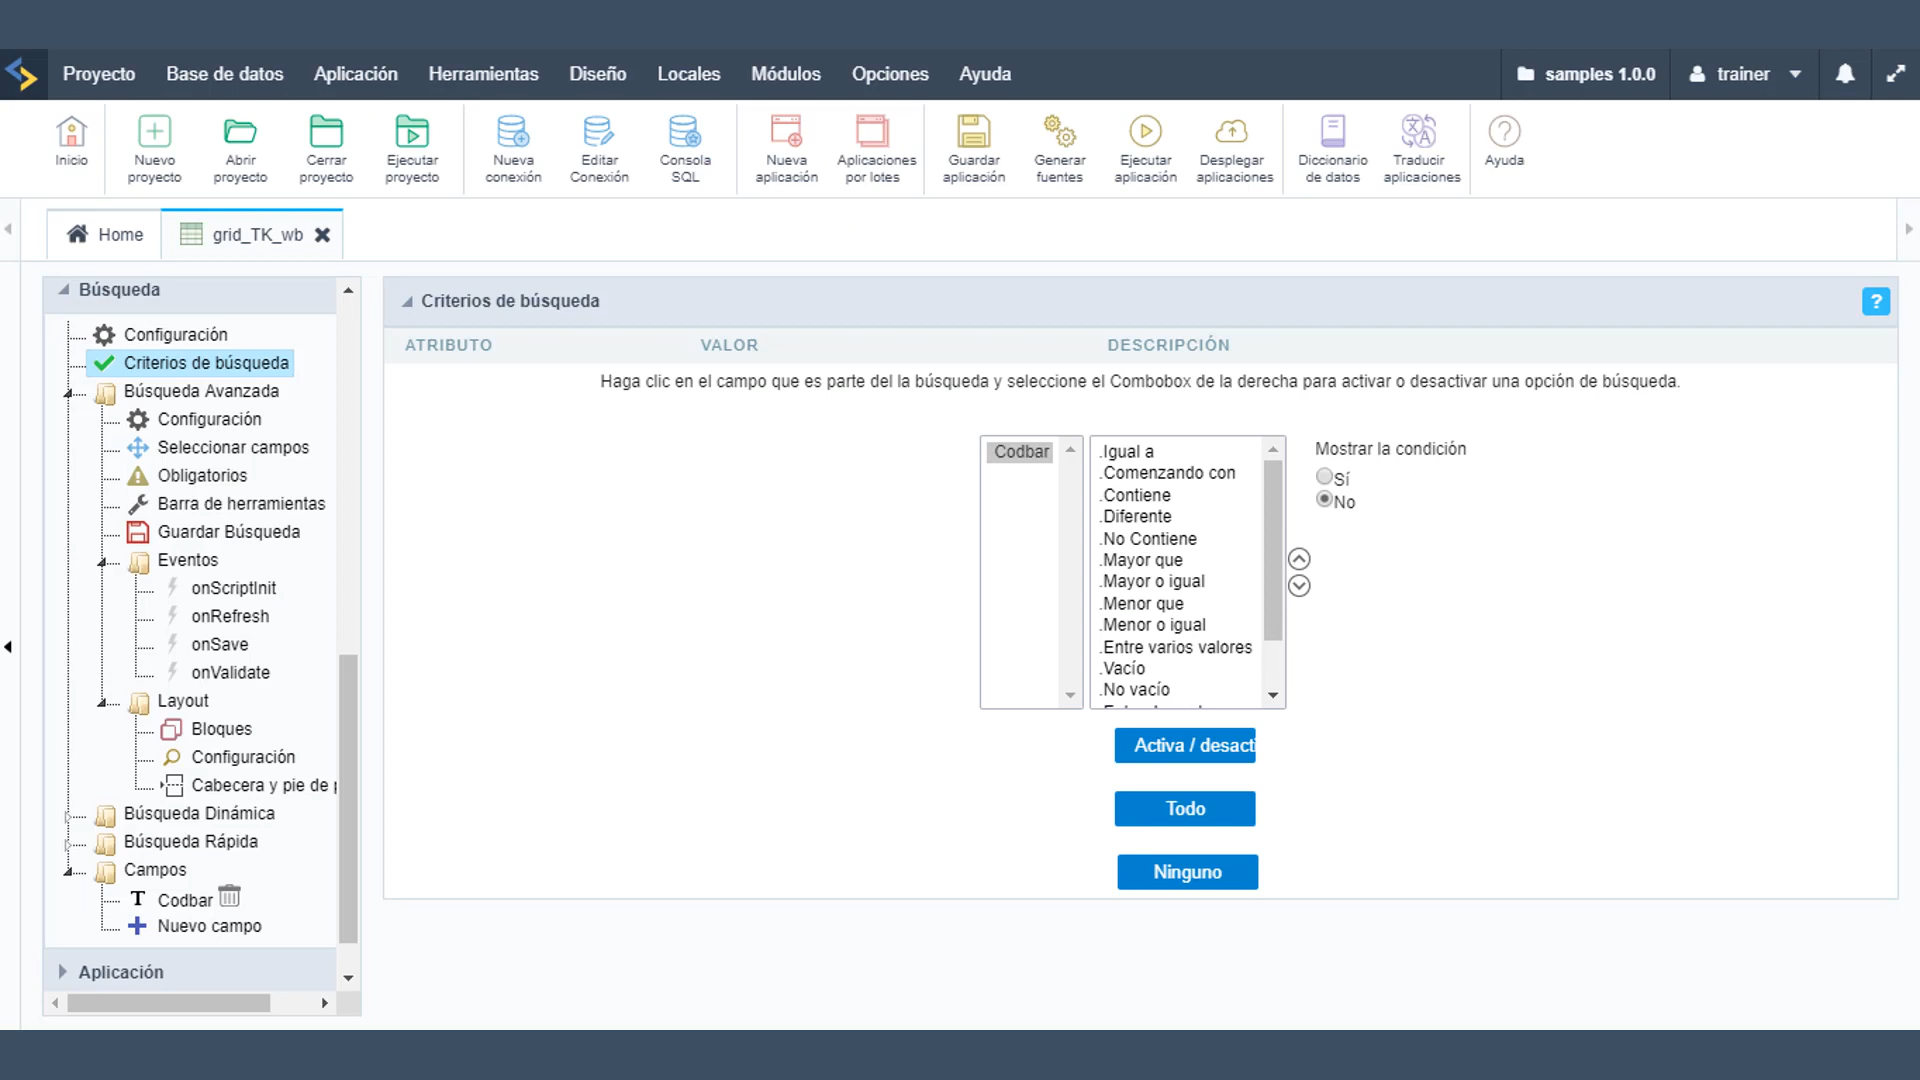 Proyecto Base de datos Aplicación Herramientas Diseño Locales Módulos Opciones Ayuda samples 1.0.0 trainer
Inicio
Nuevo proyecto
Abrir proyecto
Cerrar proyecto
Ejecutar proyecto
Nueva conexión
Editar Conexión
Consola SQL
Nueva aplicación
Aplicaciones por lotes
Guardar aplicación
Generar fuentes
Ejecutar aplicación
Desplegar aplicaciones
Diccionario de datos
Traducir aplicaciones
Ayuda
Home
grid_TK_wb
Búsqueda
Configuración
Criterios de búsqueda
Búsqueda Avanzada
Configuración
Seleccionar campos
Obligatorios
Barra de herramientas
Guardar Búsqueda
Eventos
onScriptInit
onRefresh
onSave
onValidate
Layout
Bloques
Configuración
Cabecera y pie de
Búsqueda Dinámica
Búsqueda Rápida
Campos
T Codbar
Nuevo campo
Aplicación
Criterios de búsqueda
?
ATRIBUTO VALOR DESCRIPCIÓN
Haga clic en el campo que es parte del la búsqueda y seleccione el Combobox de la derecha para activar o desactivar una opción de búsqueda.
Codbar
.Igual a
.Comenzando con
.Contiene
.Diferente
.No Contiene
.Mayor que
.Mayor o igual
.Menor que
.Menor o igual
.Entre varios valores
.Vacío
.No vacío
Mostrar la condición
Sí
No
Activa / desacti
Todo
Ninguno